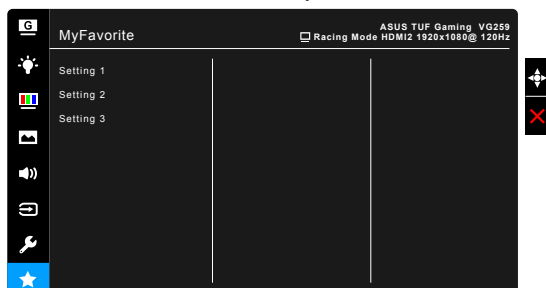 G
MyFavorite
ASUS TUF Gaming VG259
Racing Mode HDMI2 1920x1080@ 120Hz
Setting 1
Setting 2
Setting 3